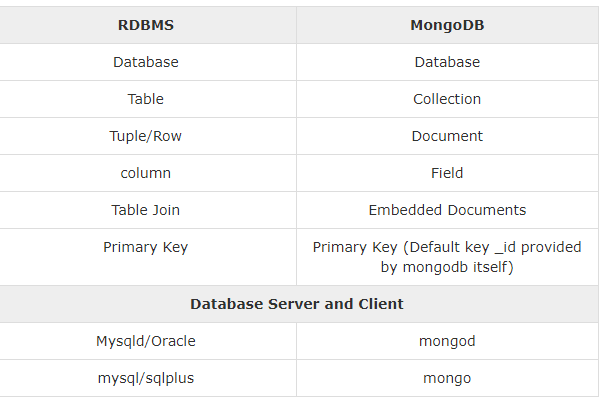 RDBMS MongoDB
Database Database
Table Collection
Tuple/Row Document
column Field
Table Join Embedded Documents
Primary Key Primary Key (Default key _id provided
by mongodb itself)
Database Server and Client
Mysqld/Oracle mongod
mysql/sqlplus mongo